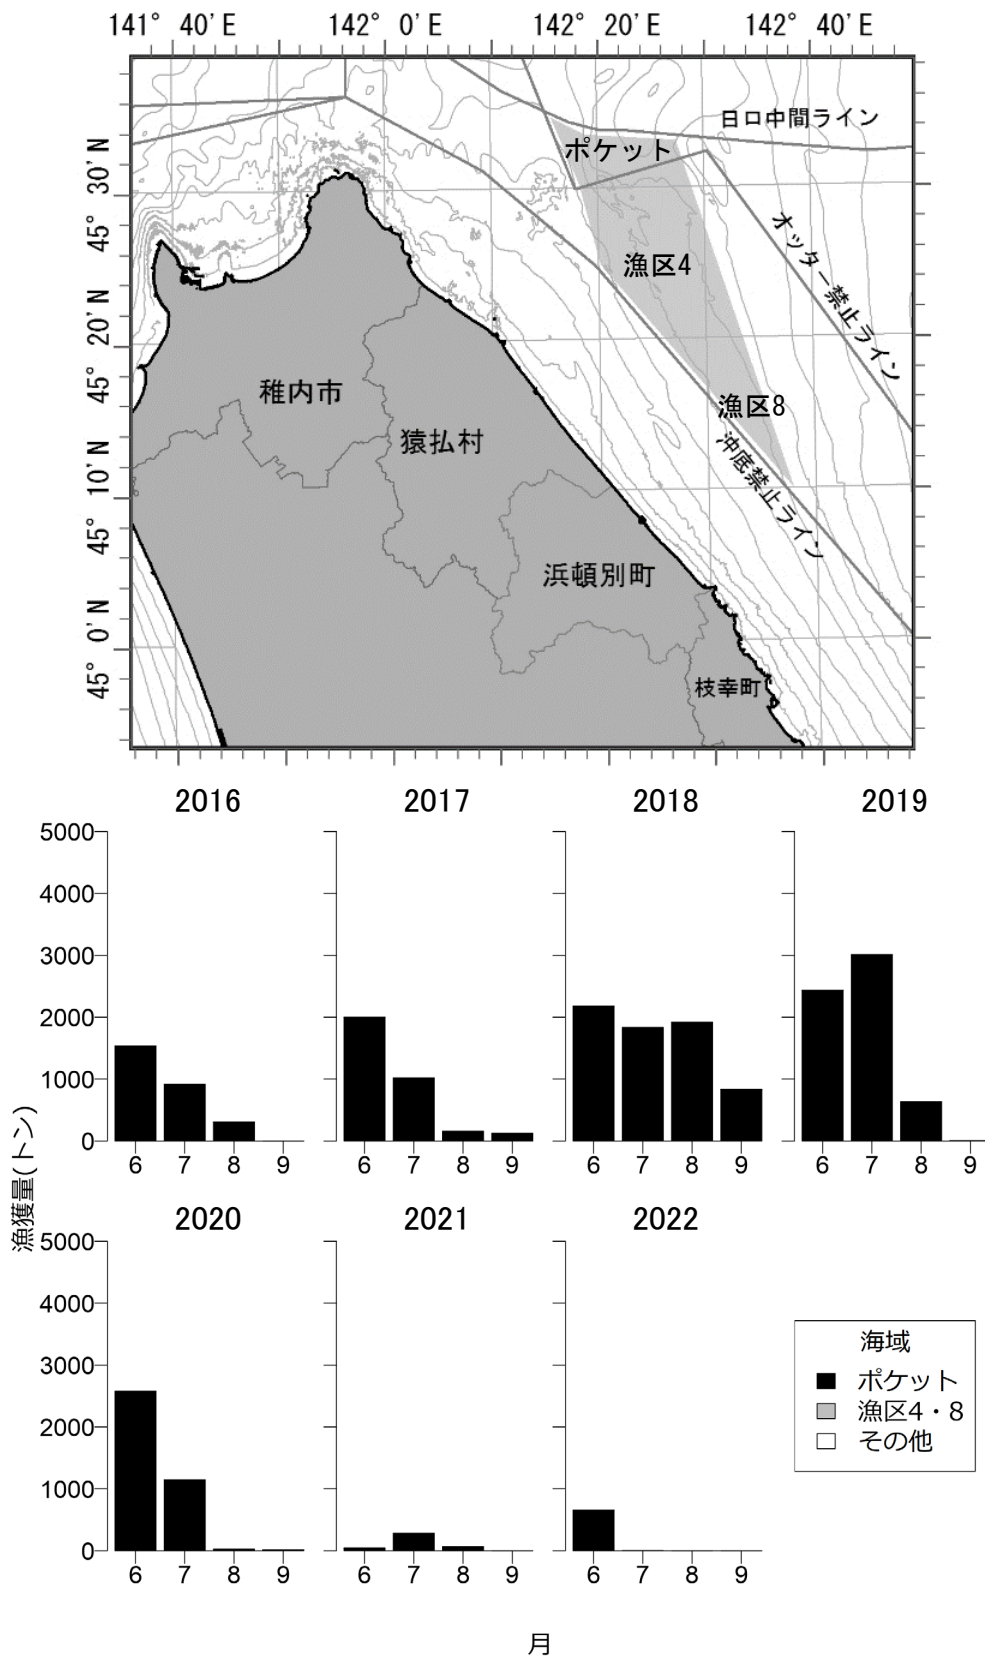 141° 40' E 142° 0' E 142° 20' E 142° 40' E
45° 30' N
45° 20' N
45° 10' N
45° 0' N
日ロ中間ライン
ポケット
オッター禁止ライン
漁区4
漁区8
沖底禁止ライン
稚内市
猿払村
浜頓別町
枝幸町
2016 2017 2018 2019
5000
4000
3000
2000
1000
0
6 7 8 9 6 7 8 9 6 7 8 9 6 7 8 9
漁獲量(トン)
2020 2021 2022
5000
4000
3000
2000
1000
0
6 7 8 9 6 7 8 9 6 7 8 9
海域
ポケット
漁区4・8
その他
月